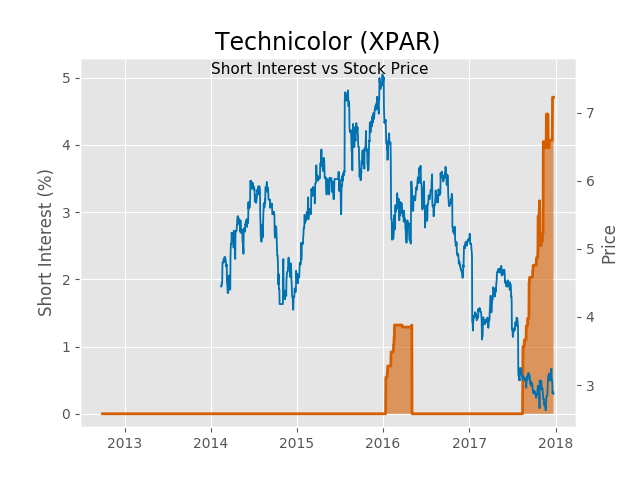 Technicolor (XPAR)
Short Interest vs Stock Price
Short Interest (%)
5
4
3
2
1
0
7
6
5
4
3
Price
2013 2014 2015 2016 2017 2018